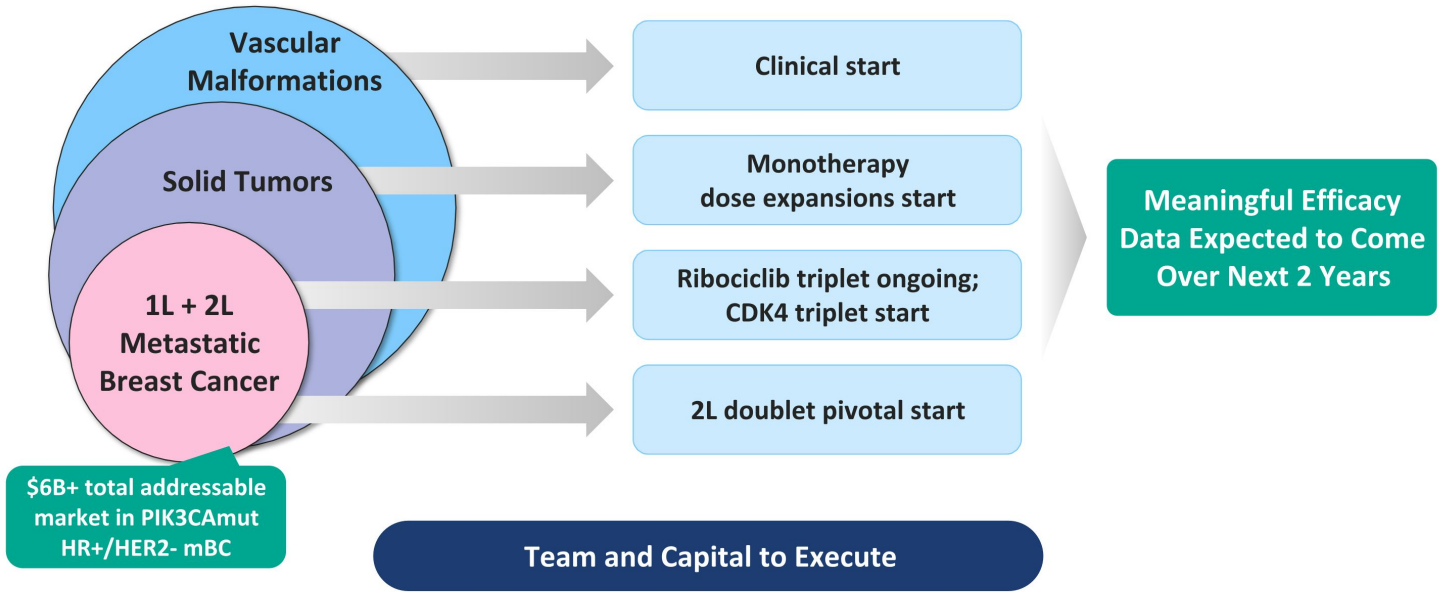 Vascular
Malformations
Solid Tumors
1L + 2L
Metastatic
Breast Cancer
$6B+ total addressable
market in PIK3CAmut
HR+/HER2- mBC
Clinical start
Monotherapy
dose expansions start
Ribociclib triplet ongoing;
CDK4 triplet start
2L doublet pivotal start
Meaningful Efficacy
Data Expected to Come
Over Next 2 Years
Team and Capital to Execute